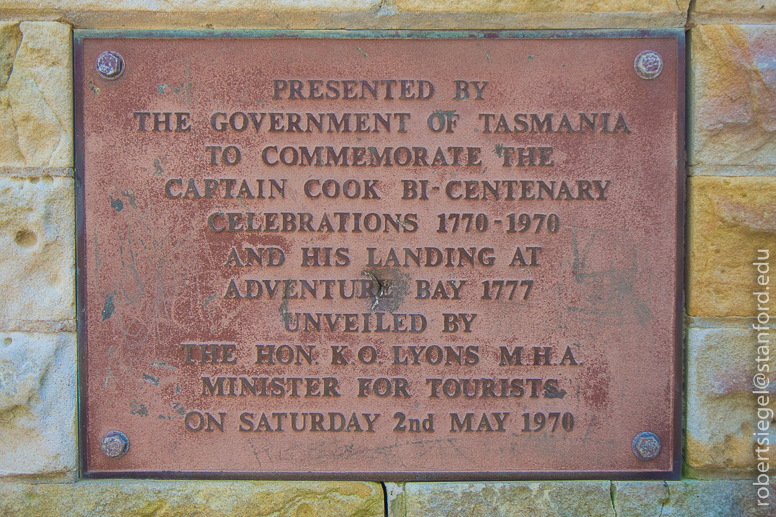 PRESENTED BY
THE GOVERNMENT OF TASMANIA
TO COMMEMORATE THE
CAPTAIN COOK BI-CENTENARY
CELEBRATIONS 1770-1970
AND HIS LANDING AT
ADVENTURE BAY 1777
UNVEILED BY
THE HON. K.O. LYONS M.H.A.
MINISTER FOR TOURISTS
ON SATURDAY 2nd MAY 1970
robertsiegel@stanford.edu